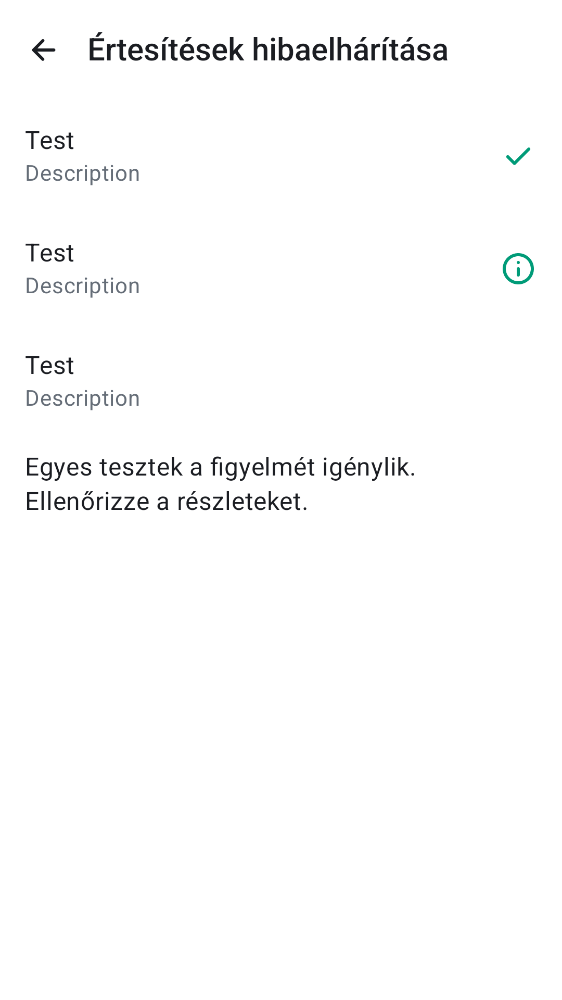 Értesítések hibaelhárítása
Test
Description
Test
Description
Test
Description
Egyes tesztek a figyelmét igénylik.
Ellenőrizze a részleteket.